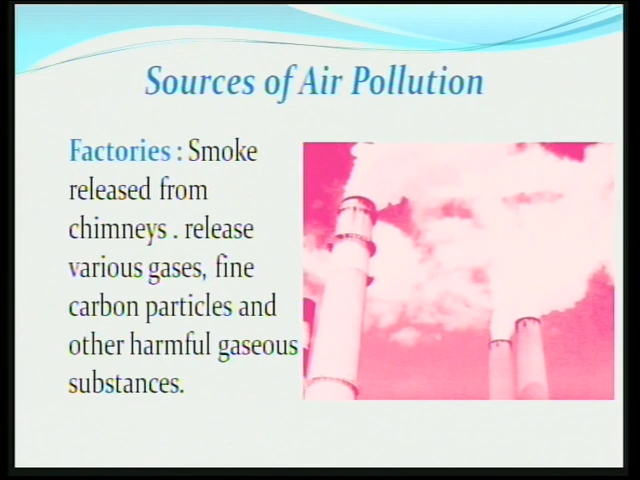 Sources of Air Pollution
Factories : Smoke
released from
chimneys . release
various gases, fine
carbon particles and
other harmful gaseous
substances.